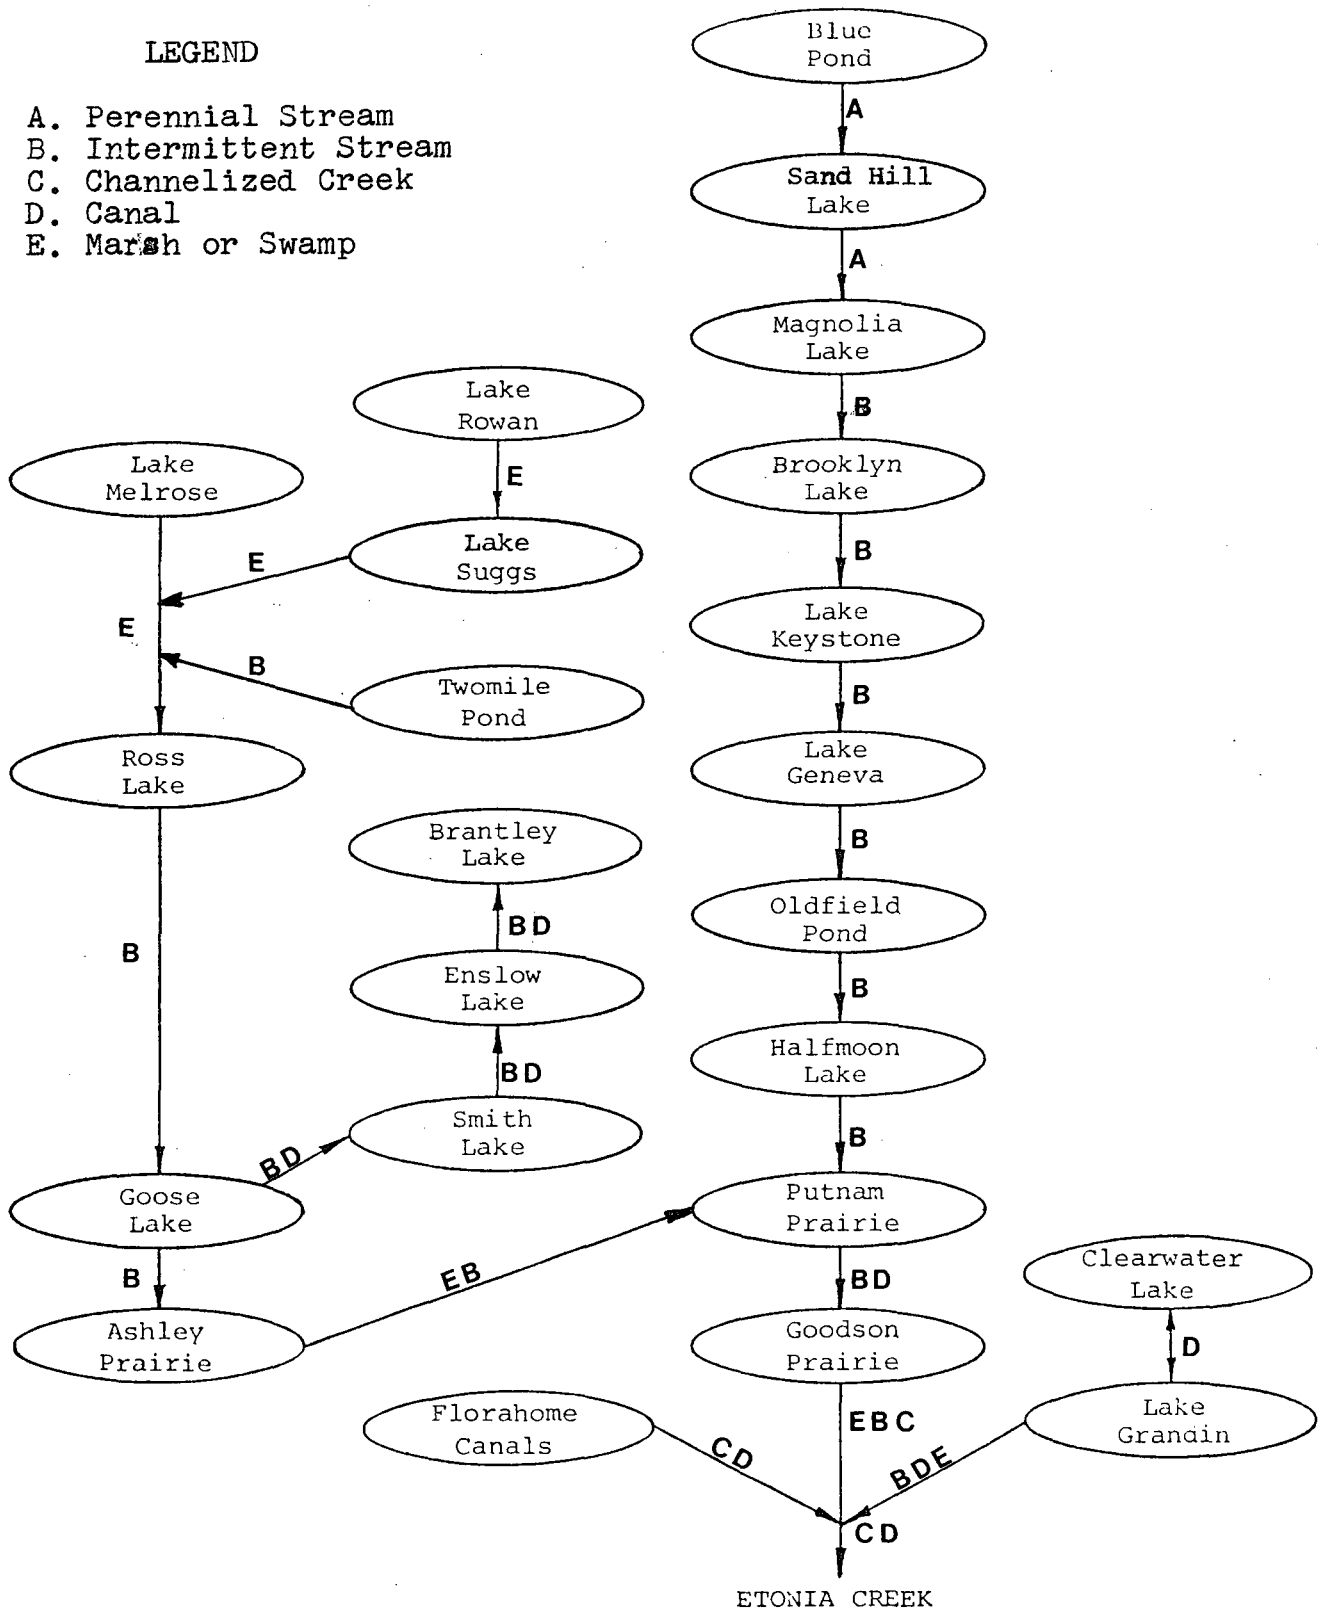 LEGEND
A. Perennial Stream
B. Intermittent Stream
C. Channelized Creek
D. Canal
E. Marsh or Swamp
Blue
Pond
A
Sand Hill
Lake
A
Magnolia
Lake
B
Brooklyn
Lake
B
Lake
Keystone
B
Lake
Geneva
B
Oldfield
Pond
B
Halfmoon
Lake
B
Putnam
Prairie
BD
Goodson
Prairie
EBC
Lake
Rowan
E
Lake
Suggs
E
Lake
Melrose
E
Twomile
Pond
B
Ross
Lake
B
Brantley
Lake
BD
Enslow
Lake
BD
Smith
Lake
BD
Goose
Lake
B
Ashley
Prairie
EB
Clearwater
Lake
D
Lake
Grandin
BDE
Florahome
Canals
CD
CD
ETONIA CREEK